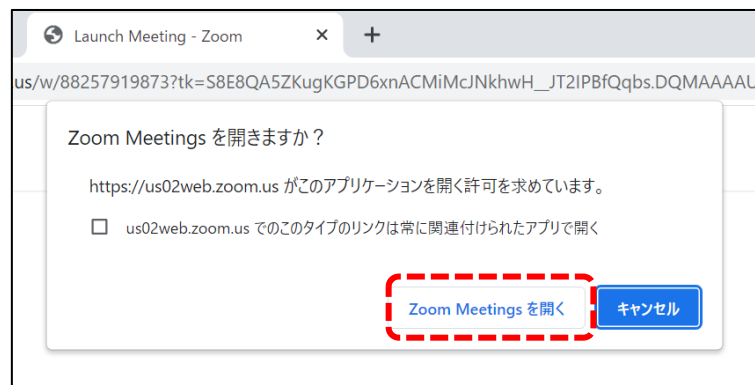 Launch Meeting - Zoom
us/w/88257919873?tk=S8E8QA5ZKugKGPD6xnACMiMcJNkhwH__JT2IPBfQqbs.DQMAAAAU
Zoom Meetings を開きますか？
https://us02web.zoom.us がこのアプリケーションを開く許可を求めています。
us02web.zoom.us でのこのタイプのリンクは常に関連付けられたアプリで開く
Zoom Meetings を開く キャンセル